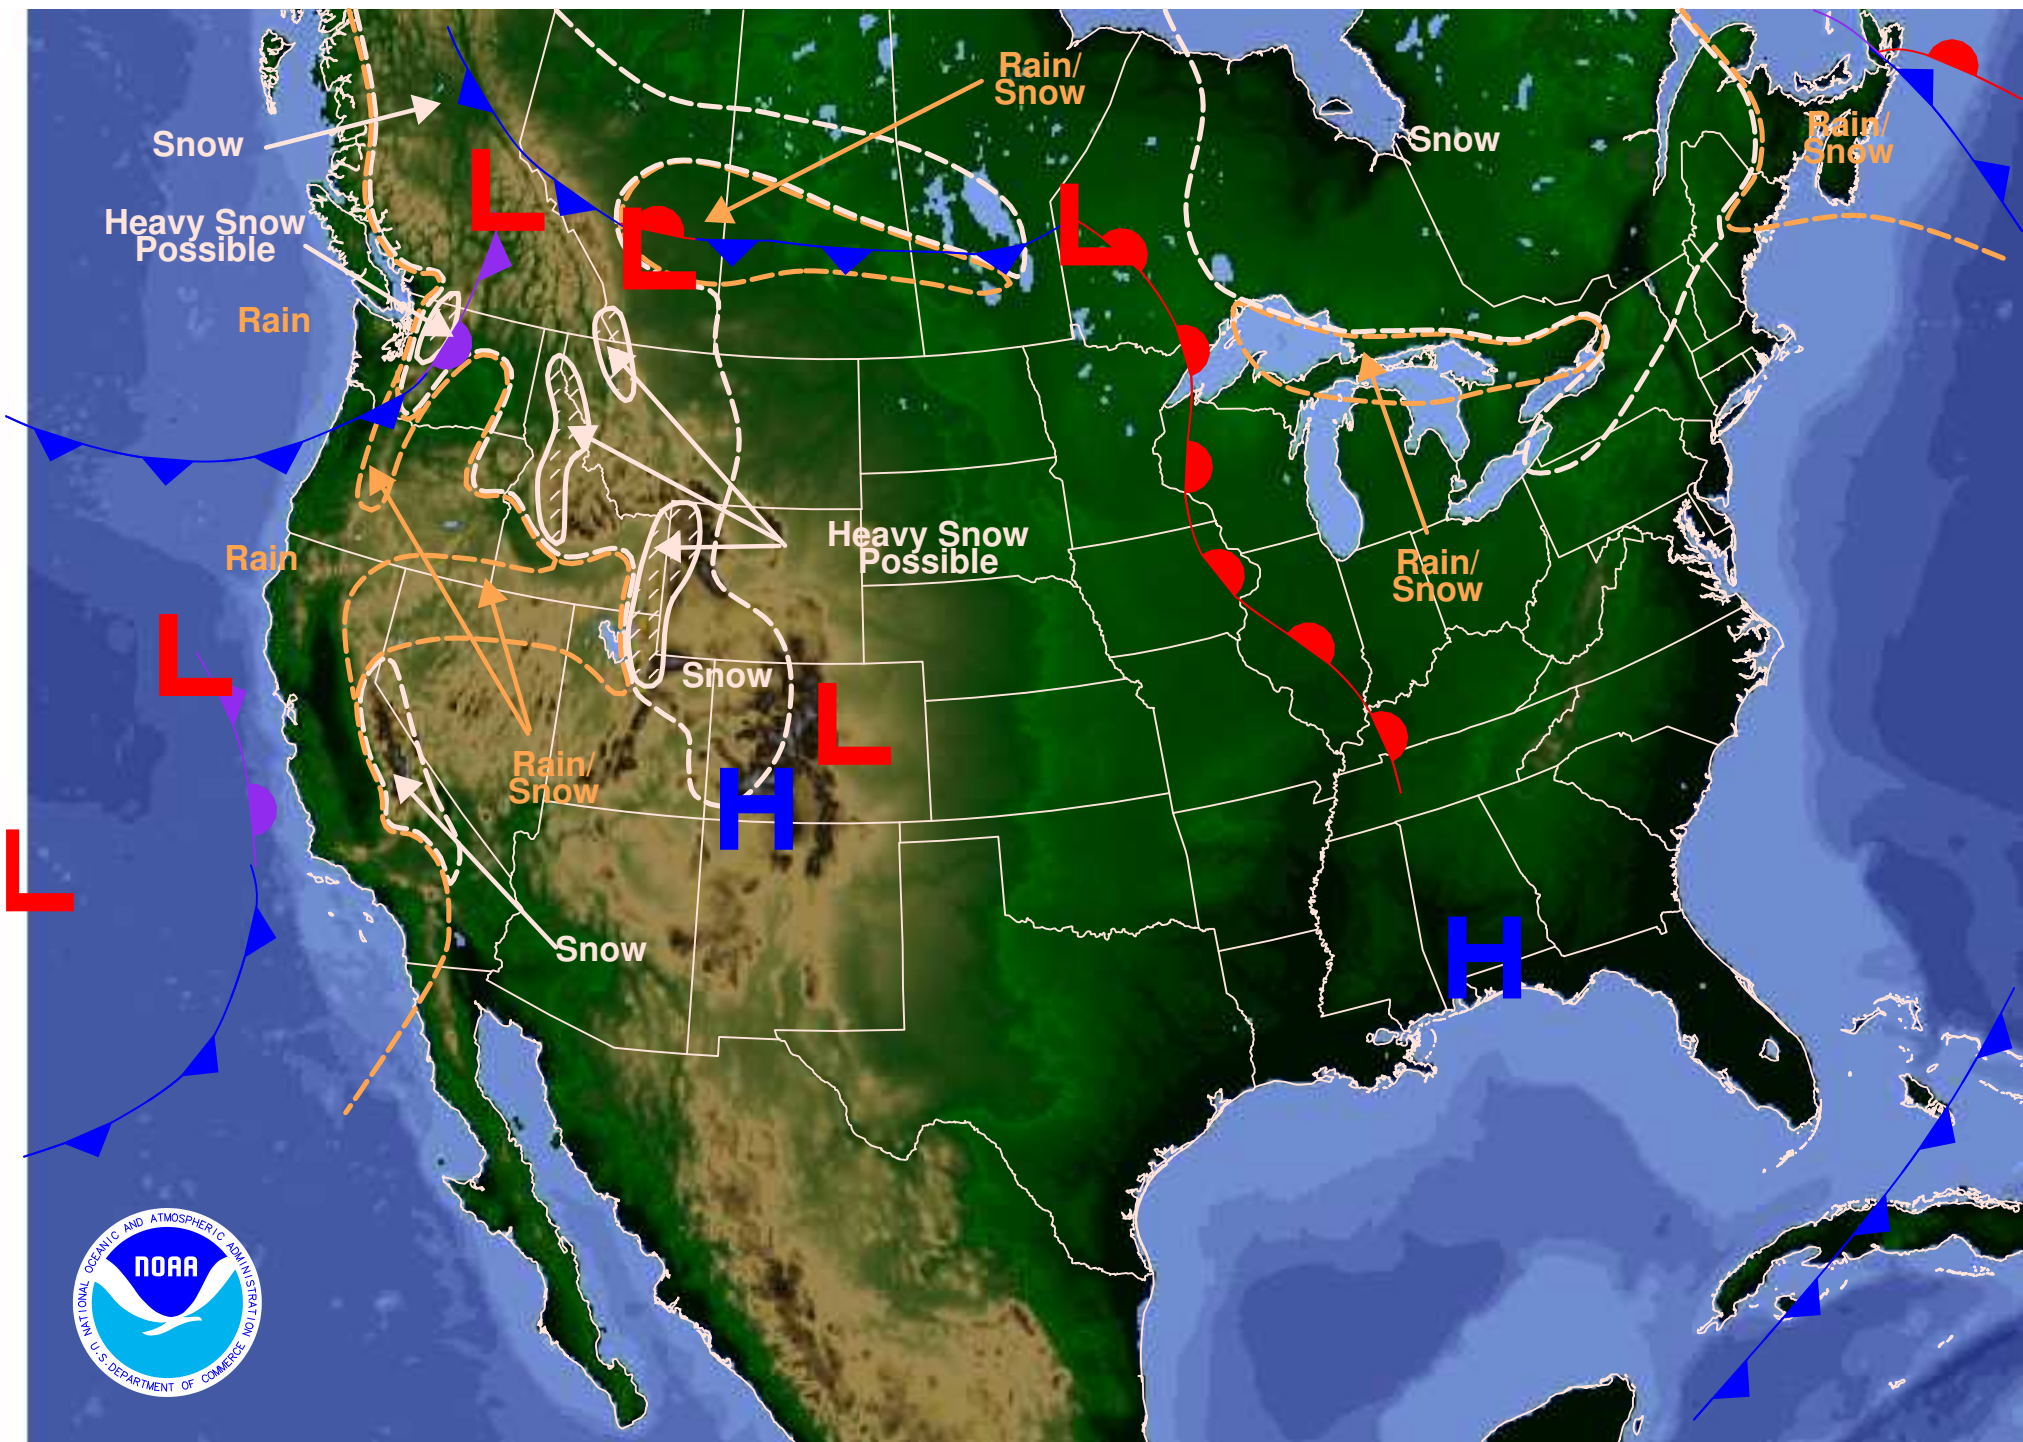 Rain/
Snow
Snow
Snow
Rain/
Snow
L
Heavy Snow
Possible
L
L
L
Rain
Heavy Snow
Possible
Rain
Rain/
Snow
L
Snow
L
Rain/
Snow
H
L
Snow
H
NATIONAL OCEANIC AND ATMOSPHERIC ADMINISTRATION
NOAA
U.S. DEPARTMENT OF COMMERCE